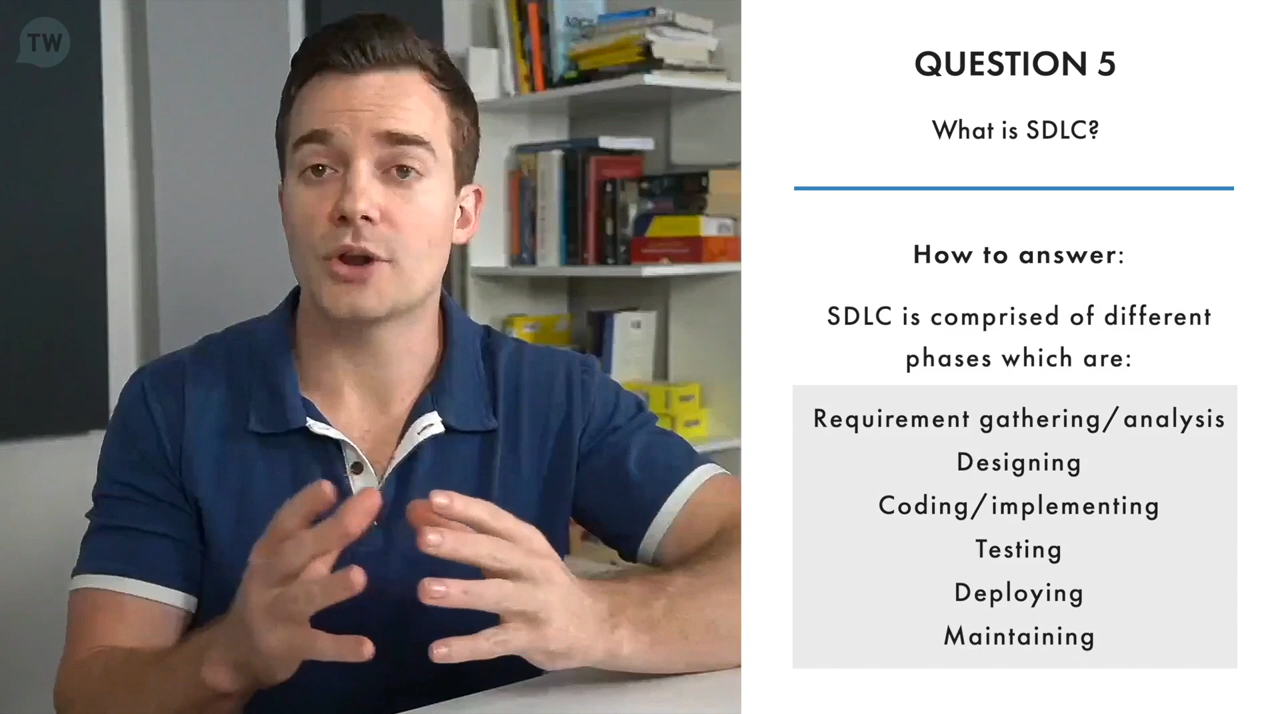 TW
QUESTION 5
What is SDLC?
How to answer:
SDLC is comprised of different
phases which are:
Requirement gathering/analysis
Designing
Coding/implementing
Testing
Deploying
Maintaining